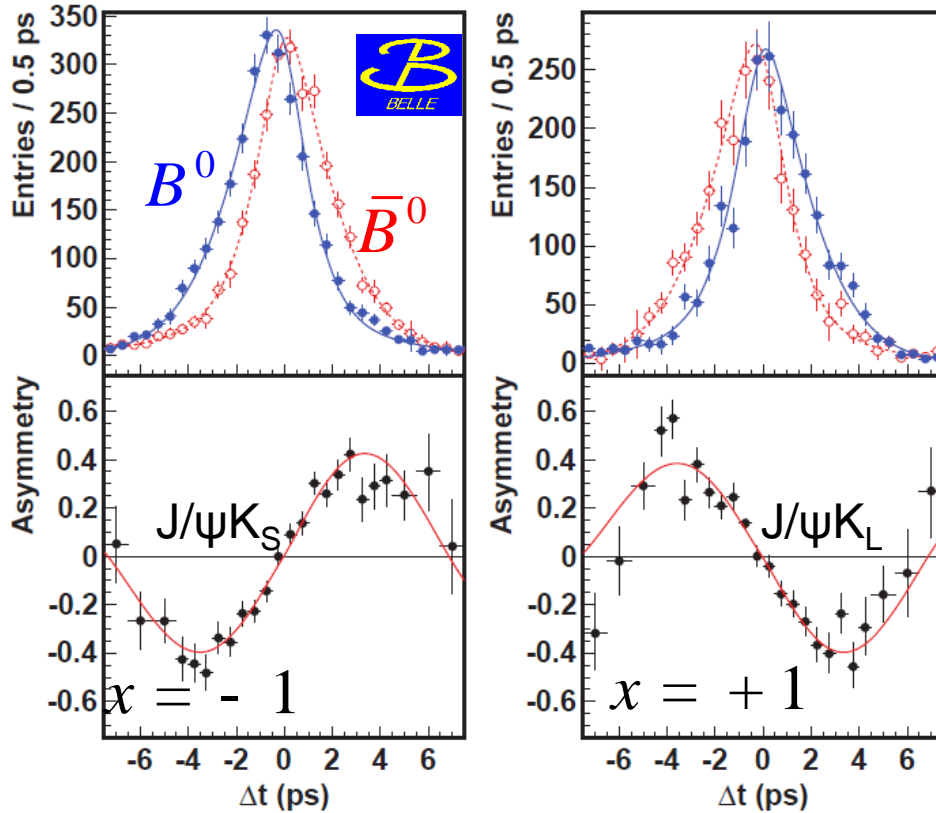 Entries / 0.5 ps
350
300
250
200
150
100
50
0
B⁰
B̄⁰
B
BELLE
Entries / 0.5 ps
250
200
150
100
50
0
Asymmetry
0.6
0.4
0.2
0
-0.2
-0.4
-0.6
J/ψK_S
x = - 1
-6 -4 -2 0 2 4 6
Δt (ps)
Asymmetry
0.6
0.4
0.2
0
-0.2
-0.4
-0.6
J/ψK_L
x = + 1
-6 -4 -2 0 2 4 6
Δt (ps)